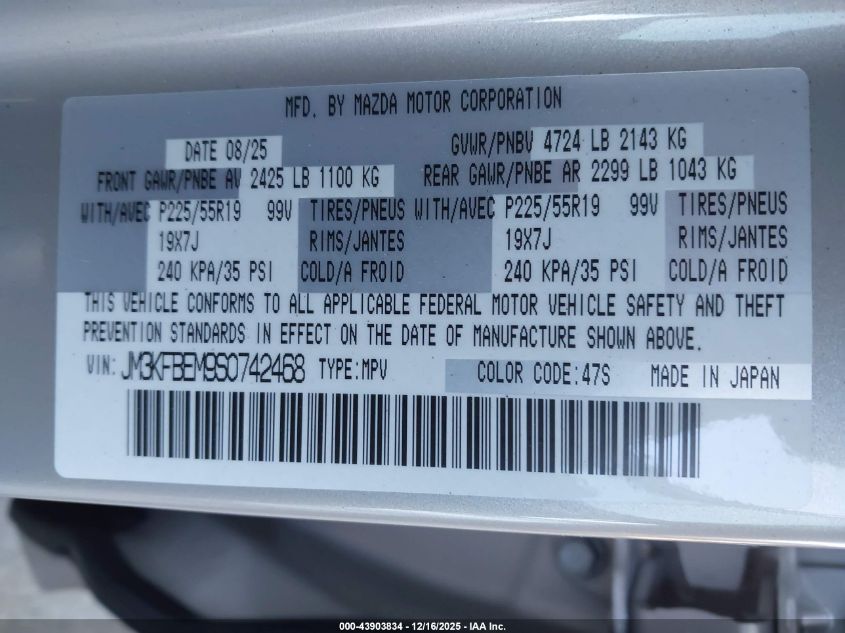 MFD. BY MAZDA MOTOR CORPORATION
DATE 08/25 GVWR/PNBV 4724 LB 2143 KG
FRONT GAWR/PNBE AV 2425 LB 1100 KG REAR GAWR/PNBE AR 2299 LB 1043 KG
WITH/AVEC P225/55R19 99V TIRES/PNEUS WITH/AVEC P225/55R19 99V TIRES/PNEUS
19X7J RIMS/JANTES 19X7J RIMS/JANTES
240 KPA/35 PSI COLD/A FROID 240 KPA/35 PSI COLD/A FROID
THIS VEHICLE CONFORMS TO ALL APPLICABLE FEDERAL MOTOR VEHICLE SAFETY AND THEFT
PREVENTION STANDARDS IN EFFECT ON THE DATE OF MANUFACTURE SHOWN ABOVE.
VIN: JM3KFBEM9S0742468 TYPE:MPV COLOR CODE:47S MADE IN JAPAN
000-43903834 - 12/16/2025 - IAA Inc.